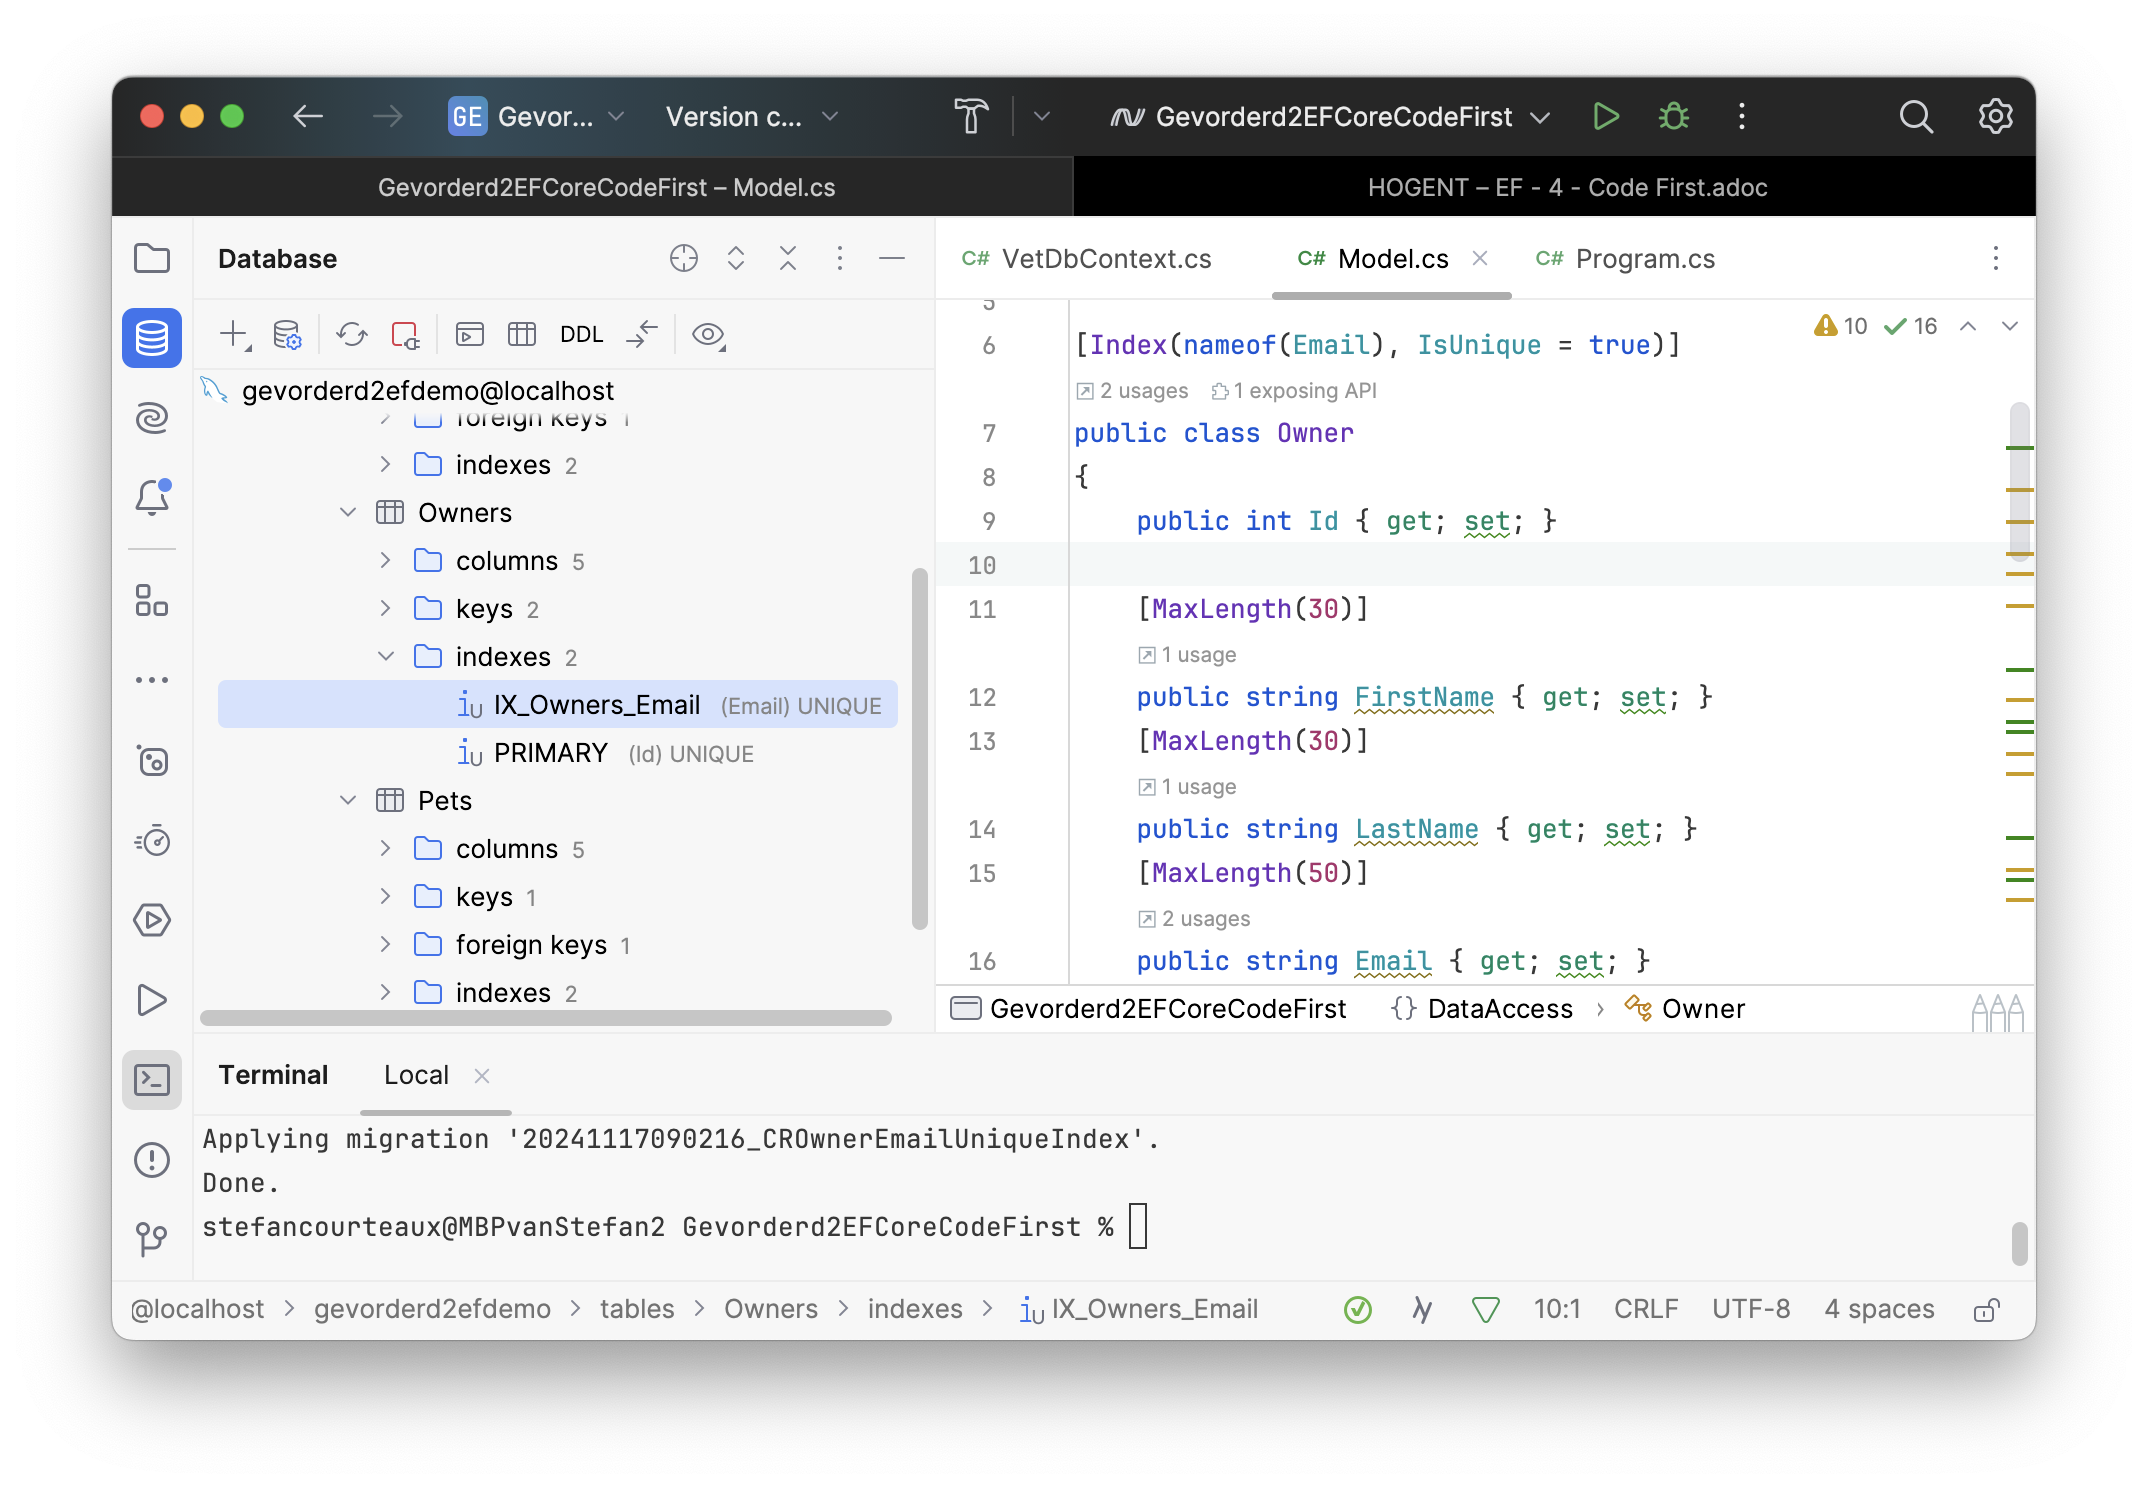 GE Gevor... Version c... Gevorderd2EFCoreCodeFirst
Gevorderd2EFCoreCodeFirst – Model.cs
HOGENT – EF - 4 - Code First.adoc
Database
DDL
gevorderd2efdemo@localhost
foreign keys 1
indexes 2
Owners
columns 5
keys 2
indexes 2
IX_Owners_Email (Email) UNIQUE
PRIMARY (Id) UNIQUE
Pets
columns 5
keys 1
foreign keys 1
indexes 2
C# VetDbContext.cs
C# Model.cs
C# Program.cs
10 16
5
6 [Index(nameof(Email), IsUnique = true)]
2 usages 1 exposing API
7 public class Owner
8 {
9 public int Id { get; set; }
10
11 [MaxLength(30)]
1 usage
12 public string FirstName { get; set; }
13 [MaxLength(30)]
1 usage
14 public string LastName { get; set; }
15 [MaxLength(50)]
2 usages
16 public string Email { get; set; }
Gevorderd2EFCoreCodeFirst {} DataAccess › Owner
Terminal Local
Applying migration '20241117090216_CROwnerEmailUniqueIndex'.
Done.
stefancourteaux@MBPvanStefan2 Gevorderd2EFCoreCodeFirst %
@localhost > gevorderd2efdemo > tables > Owners > indexes > IX_Owners_Email
10:1 CRLF UTF-8 4 spaces